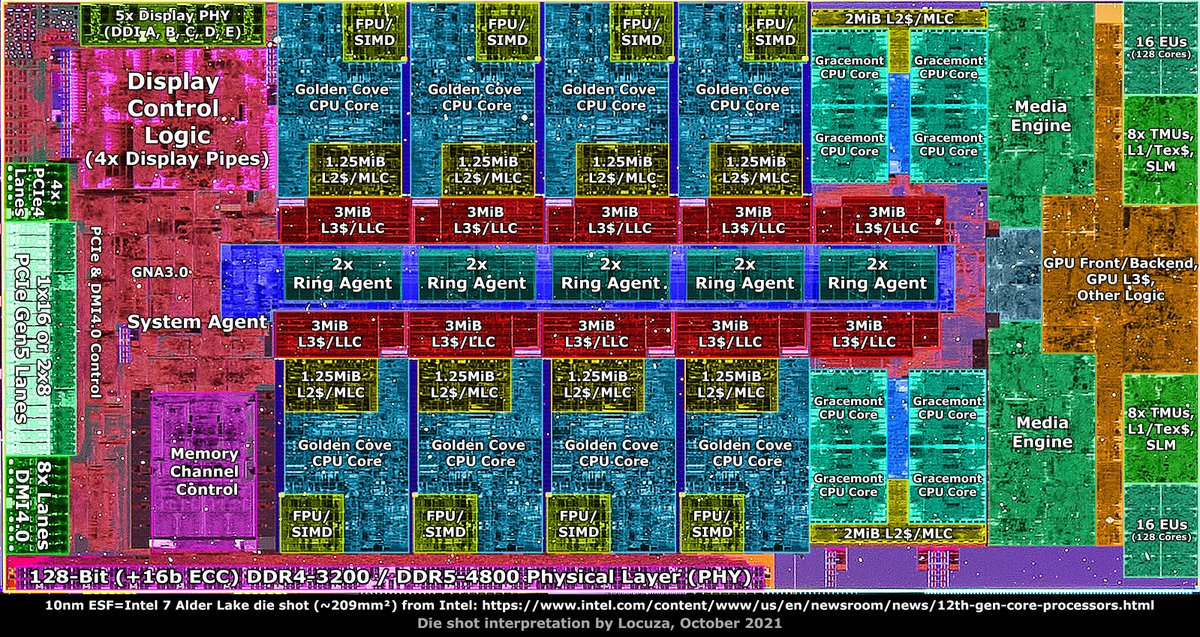 5x Display PHY
(DDI A, B, C, D, E)
Display
Control
Logic
(4x Display Pipes)
FPU/
SIMD
FPU/
SIMD
FPU/
SIMD
FPU/
SIMD
Golden Cove
CPU Core
Golden Cove
CPU Core
Golden Cove
CPU Core
Golden Cove
CPU Core
1.25MiB
L2$/MLC
1.25MiB
L2$/MLC
1.25MiB
L2$/MLC
1.25MiB
L2$/MLC
2MiB L2$/MLC
Gracemont
CPU Core
Gracemont
CPU Core
Gracemont
CPU Core
Gracemont
CPU Core
Media
Engine
16 EUs
(128 Cores)
8x TMUs,
L1/Tex$,
SLM
4x
PCIe4
Lanes
3MiB
L3$/LLC
3MiB
L3$/LLC
3MiB
L3$/LLC
3MiB
L3$/LLC
3MiB
L3$/LLC
1x16 or 2x8
PCIe Gen5 Lanes
PCIe & DMI4.0 Control
GNA3.0
System Agent
2x
Ring Agent
2x
Ring Agent
2x
Ring Agent
2x
Ring Agent
2x
Ring Agent
GPU Front/Backend,
GPU L3$,
Other Logic
3MiB
L3$/LLC
3MiB
L3$/LLC
3MiB
L3$/LLC
3MiB
L3$/LLC
3MiB
L3$/LLC
1.25MiB
L2$/MLC
1.25MiB
L2$/MLC
1.25MiB
L2$/MLC
1.25MiB
L2$/MLC
Golden Cove
CPU Core
Golden Cove
CPU Core
Golden Cove
CPU Core
Golden Cove
CPU Core
Gracemont
CPU Core
Gracemont
CPU Core
Gracemont
CPU Core
Gracemont
CPU Core
2MiB L2$/MLC
Media
Engine
8x TMUs,
L1/Tex$,
SLM
16 EUs
(128 Cores)
8x Lanes
DMI4.0
Memory
Channel
Control
FPU/
SIMD
FPU/
SIMD
FPU/
SIMD
FPU/
SIMD
128-Bit (+16b ECC) DDR4-3200 / DDR5-4800 Physical Layer (PHY)
10nm ESF=Intel 7 Alder Lake die shot (~209mm²) from Intel: https://www.intel.com/content/www/us/en/newsroom/news/12th-gen-core-processors.html
Die shot interpretation by Locuza, October 2021